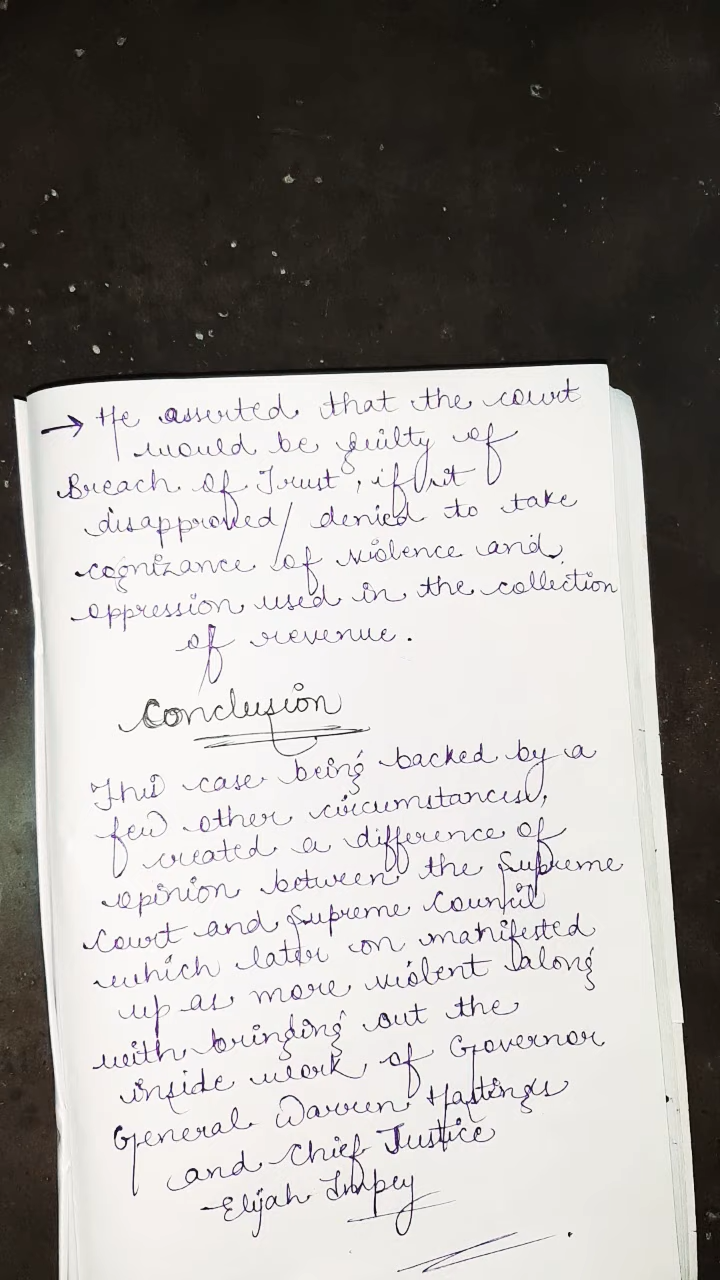 → He asserted that the court
would be guilty of
Breach of Trust, if it
disapproved/ denied to take
cognizance of violence and
oppression used in the collection
of revenue.
Conclusion
This case being backed by a
few other circumstances,
created a difference of
opinion between the Supreme
Court and Supreme Council
which later on manifested
up as more violent along
with bringing out the
inside work of Governor
General Warren Hastings
and Chief Justice
Elijah Impey